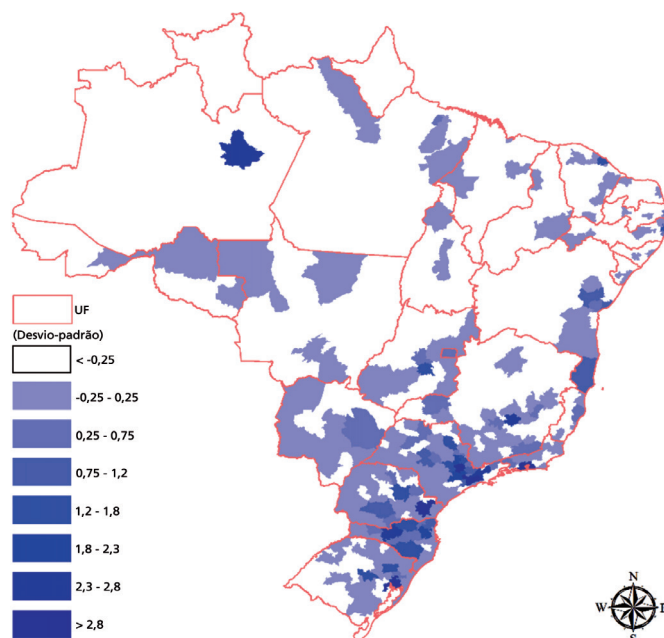 UF
(Desvio-padrão)
< -0,25
-0,25 - 0,25
0,25 - 0,75
0,75 - 1,2
1,2 - 1,8
1,8 - 2,3
2,3 - 2,8
> 2,8
N
W
S